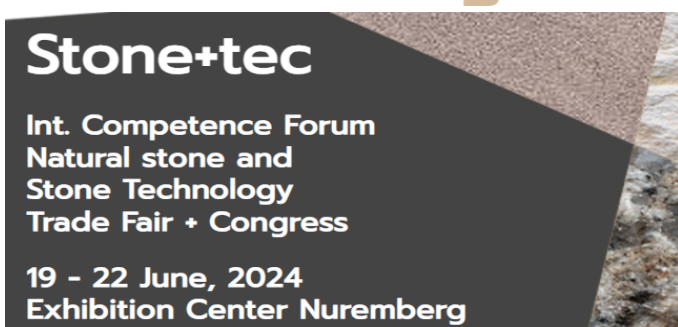 Stone+tec
Int. Competence Forum
Natural stone and
Stone Technology
Trade Fair + Congress
19 - 22 June, 2024
Exhibition Center Nuremberg